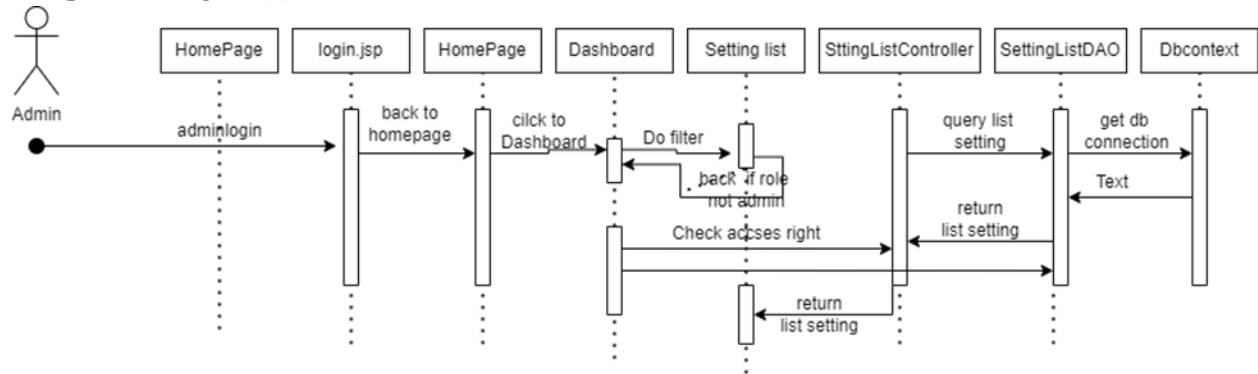 HomePage
login.jsp
HomePage
Dashboard
Setting list
SttingListController
SettingListDAO
Dbcontext
Admin
adminlogin
back to
homepage
cilck to
Dashboard
Do filter
back if role
not admin
query list
setting
get db
connection
Text
return
list setting
Check accses right
return
list setting